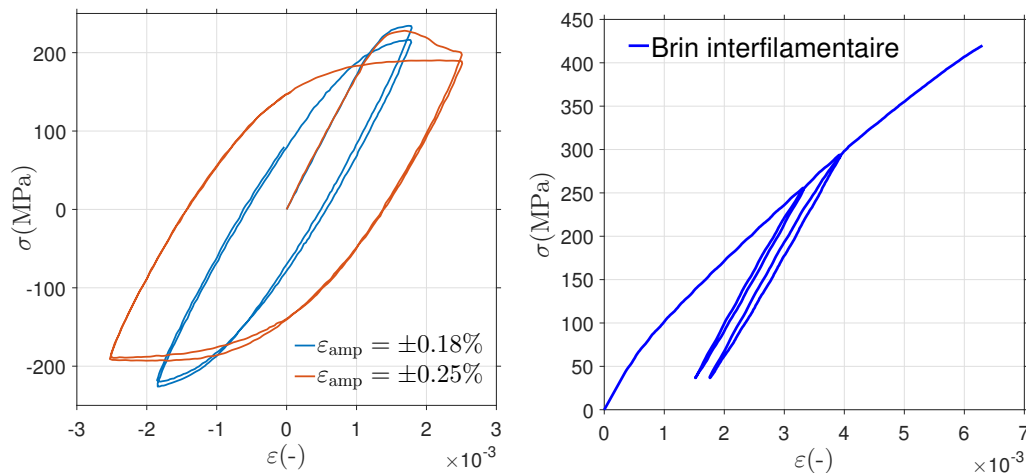 200
100
0
-100
-200
σ(MPa)
-3 -2 -1 0 1 2 3
ε(-)
×10⁻³
ε_amp = ±0.18%
ε_amp = ±0.25%
450
400
350
300
250
200
150
100
50
0
σ(MPa)
0 1 2 3 4 5 6 7
ε(-)
×10⁻³
Brin interfilamentaire